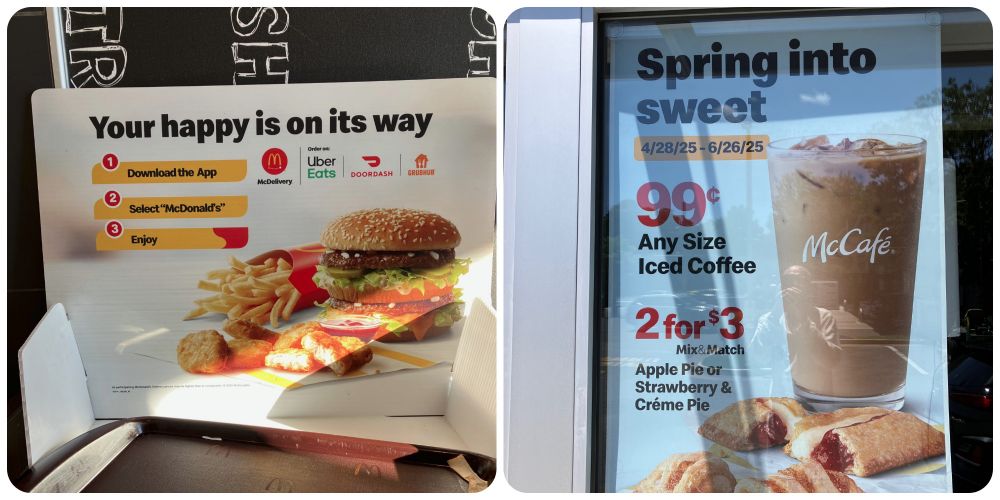 TR
SH
Your happy is on its way
1 Download the App
2 Select "McDonald's"
3 Enjoy
McDelivery
Order on:
Uber
Eats
DOORDASH
GRUBHUB
Spring into
sweet
4/28/25 - 6/26/25
99¢
Any Size
Iced Coffee
2 for $3
Mix&Match
Apple Pie or
Strawberry &
Créme Pie
McCafé